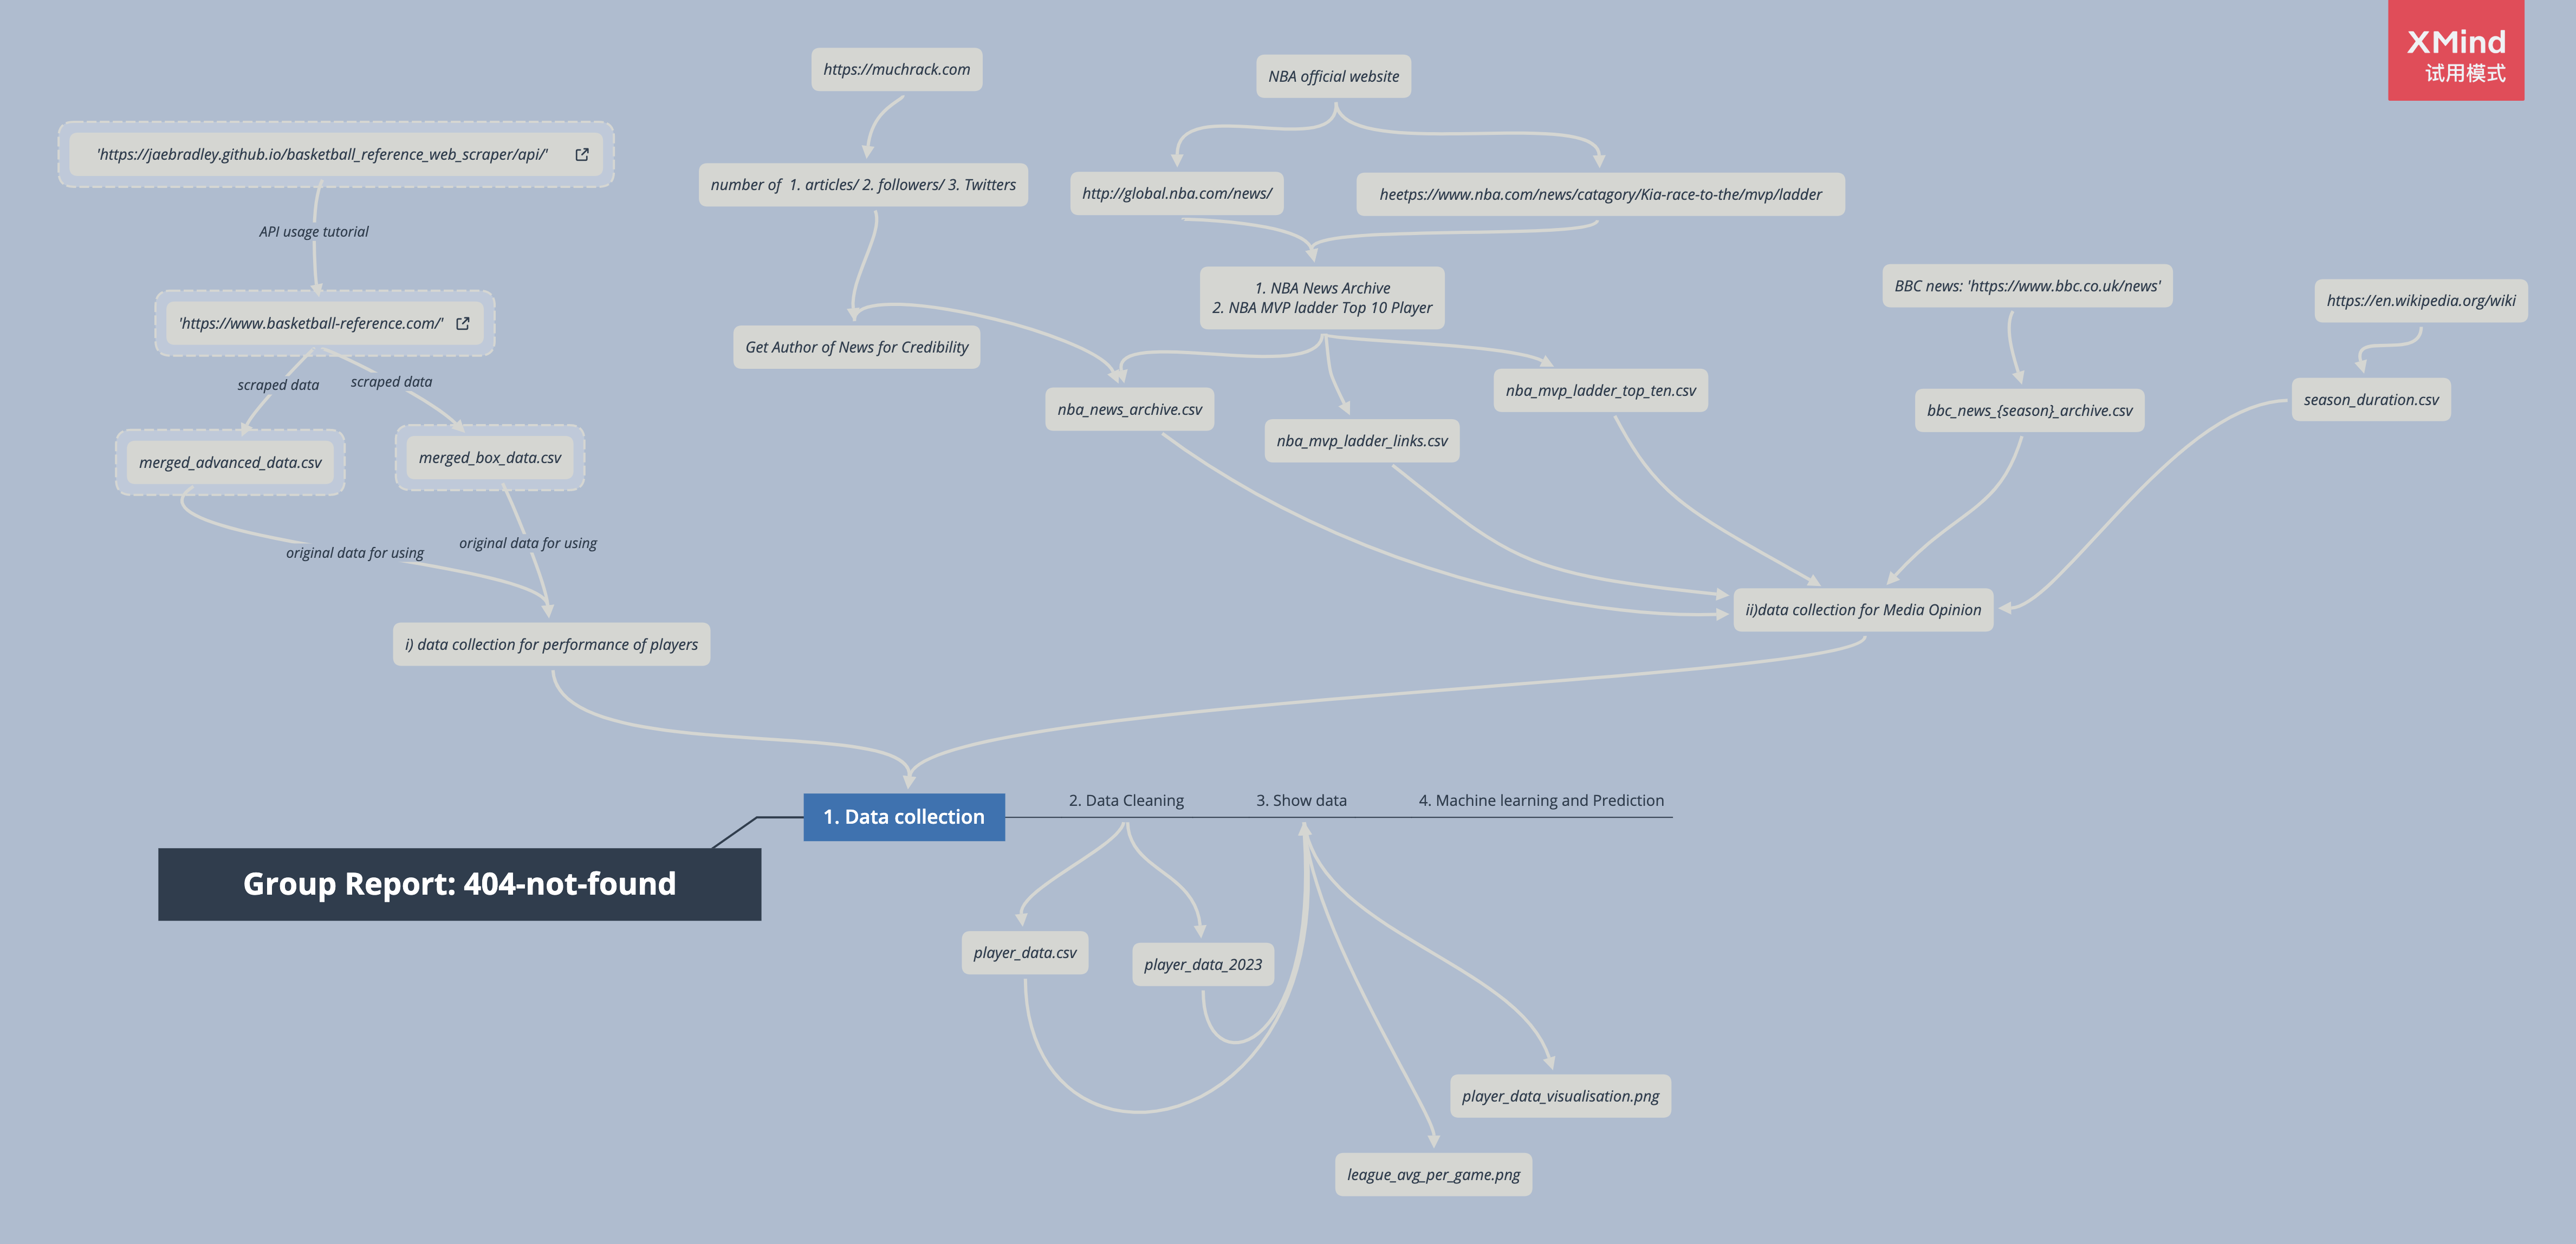 XMind
试用模式
https://muchrack.com
NBA official website
'https://jaebradley.github.io/basketball_reference_web_scraper/api/'
number of 1. articles/ 2. followers/ 3. Twitters
http://global.nba.com/news/
heetps://www.nba.com/news/catagory/Kia-race-to-the/mvp/ladder
API usage tutorial
1. NBA News Archive
2. NBA MVP ladder Top 10 Player
BBC news: 'https://www.bbc.co.uk/news'
https://en.wikipedia.org/wiki
'https://www.basketball-reference.com/'
Get Author of News for Credibility
scraped data
scraped data
nba_news_archive.csv
nba_mvp_ladder_top_ten.csv
bbc_news_{season}_archive.csv
season_duration.csv
nba_mvp_ladder_links.csv
merged_advanced_data.csv
merged_box_data.csv
original data for using
original data for using
ii)data collection for Media Opinion
i) data collection for performance of players
1. Data collection
2. Data Cleaning
3. Show data
4. Machine learning and Prediction
Group Report: 404-not-found
player_data.csv
player_data_2023
player_data_visualisation.png
league_avg_per_game.png